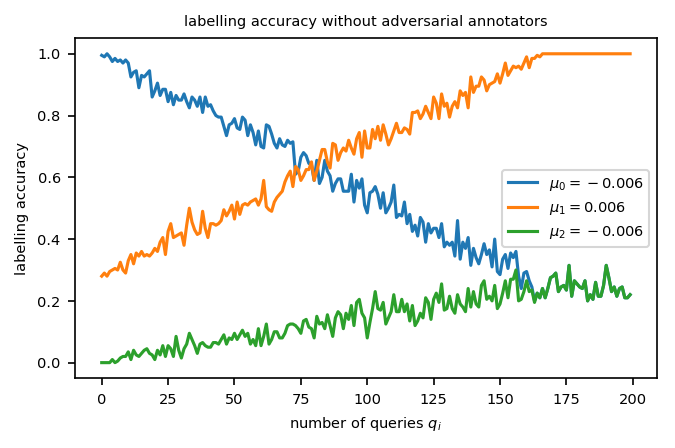 labelling accuracy without adversarial annotators
1.0
0.8
0.6
0.4
0.2
0.0
labelling accuracy
μ₀ = −0.006
μ₁ = 0.006
μ₂ = −0.006
0 25 50 75 100 125 150 175 200
number of queries qᵢ